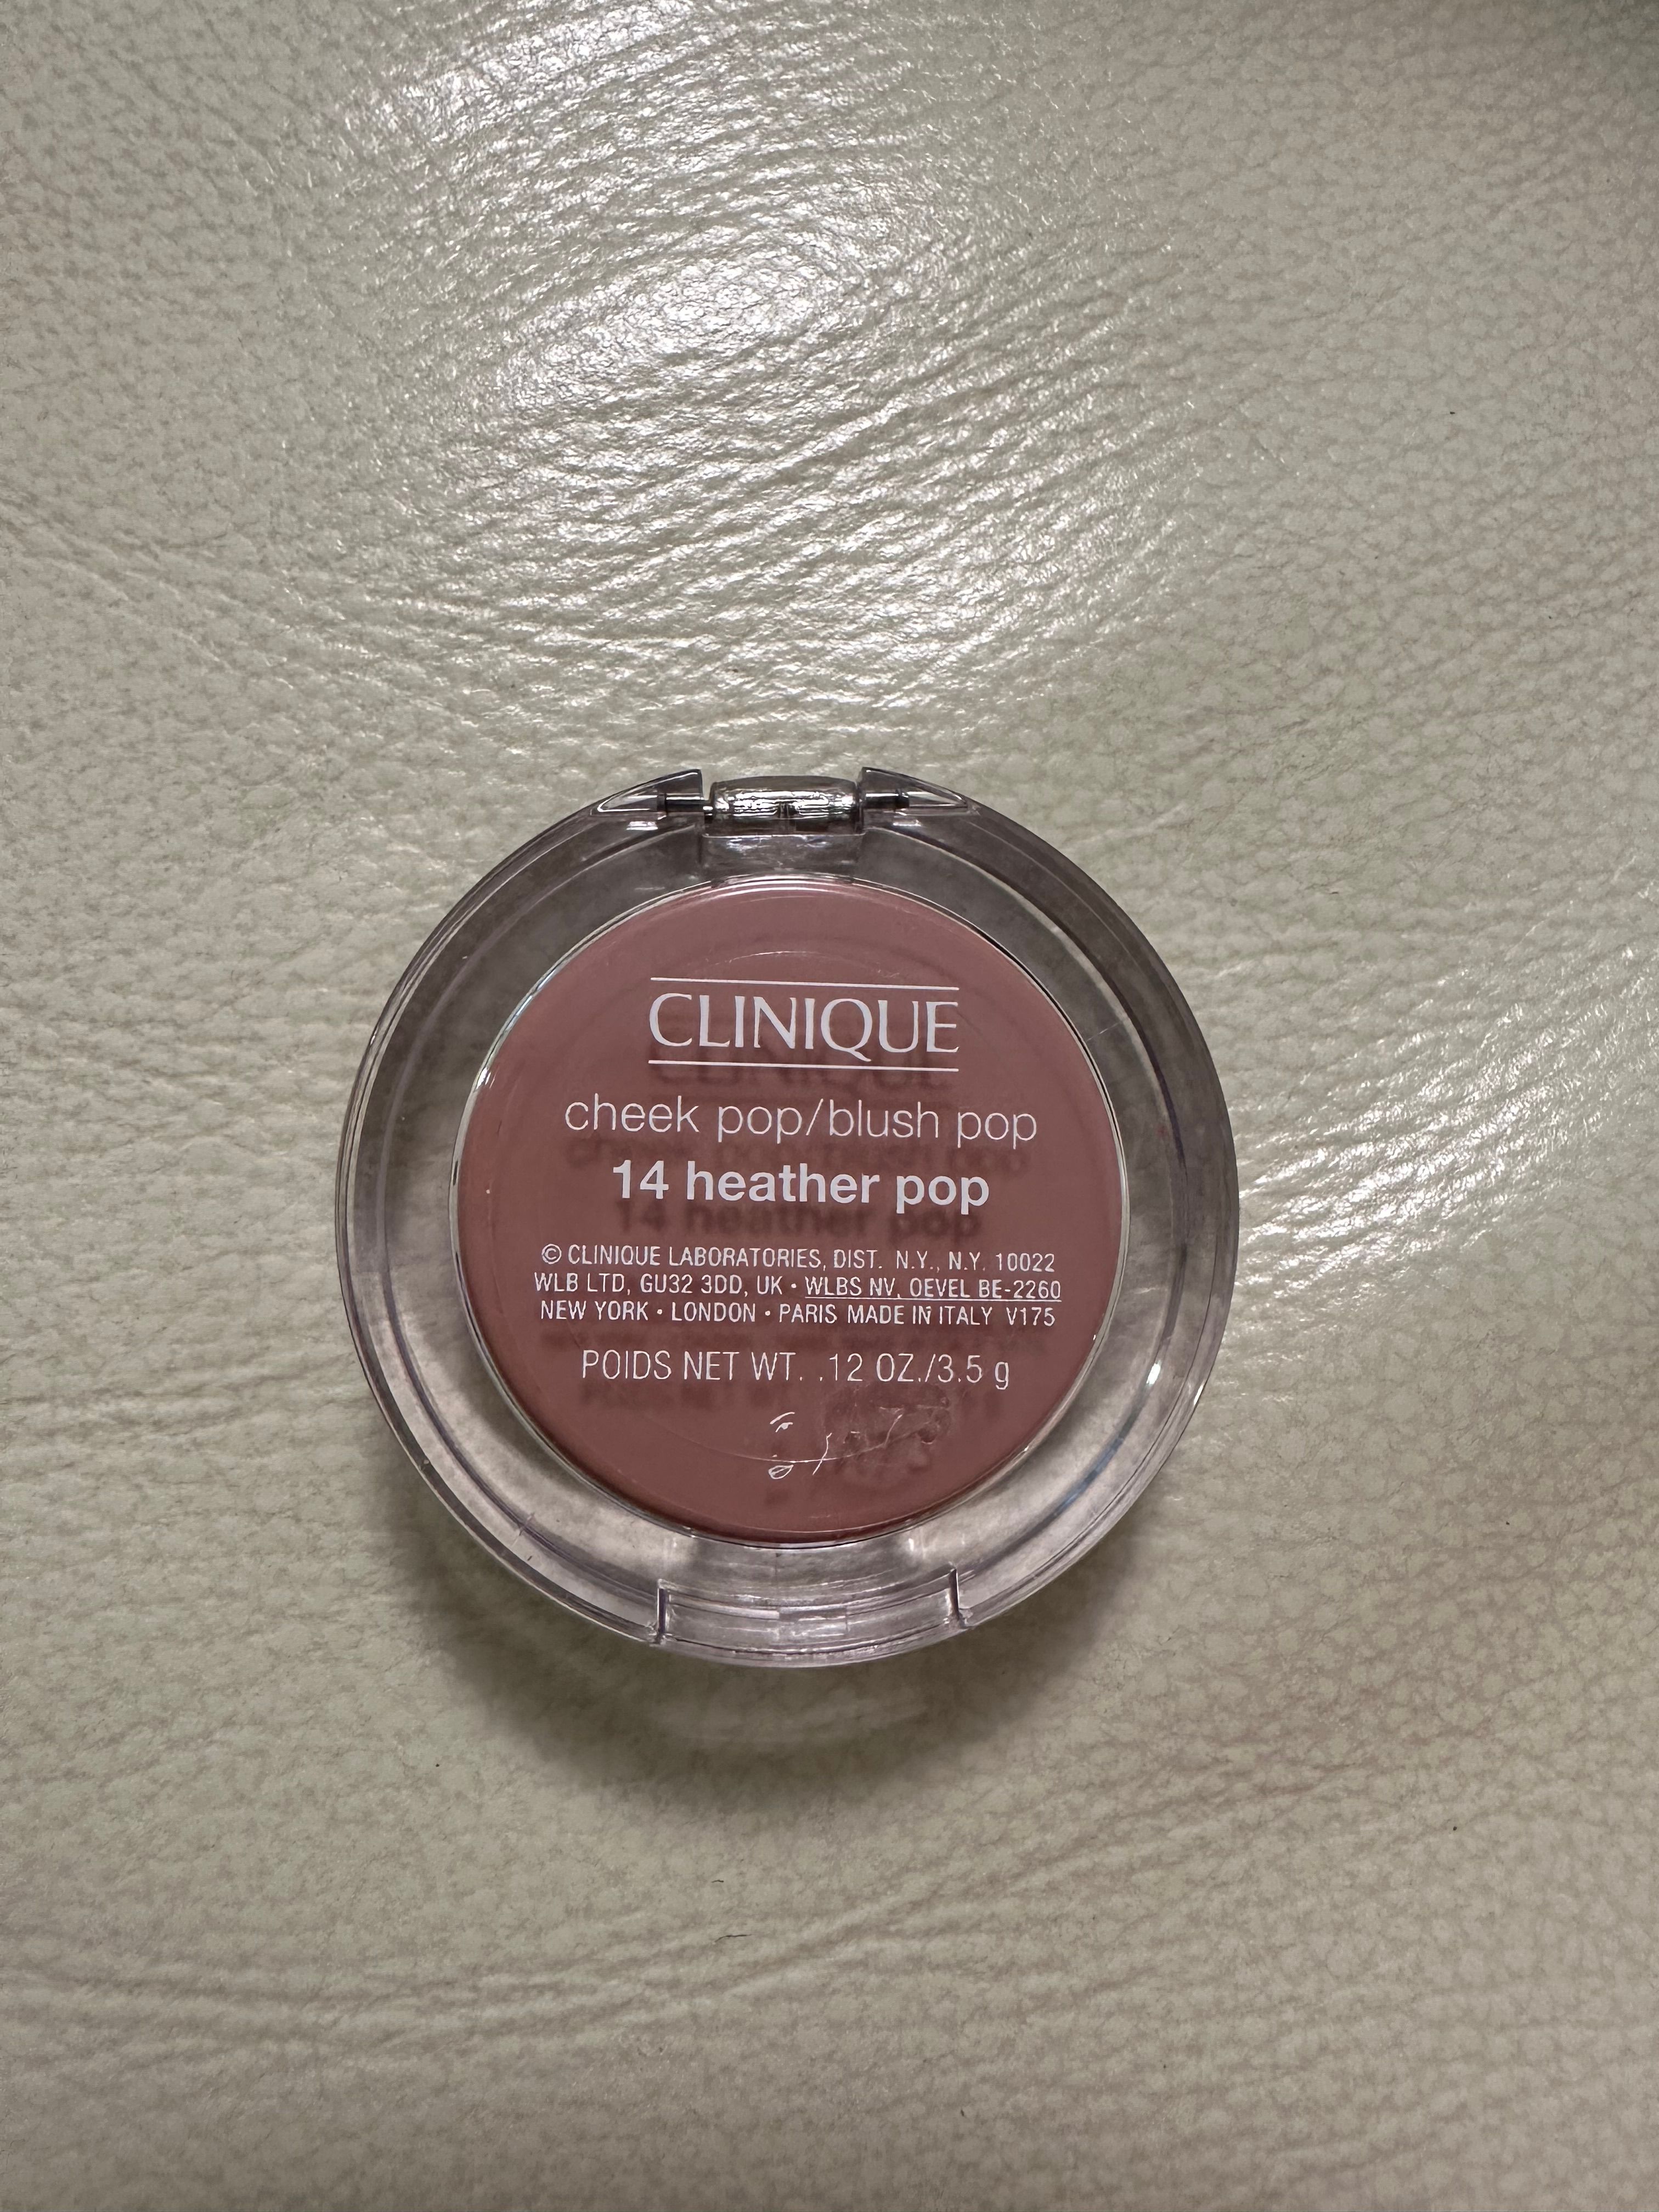 CLINIQUE
cheek pop/blush pop
14 heather pop
© CLINIQUE LABORATORIES, DIST. N.Y., N.Y. 10022
WLB LTD, GU32 3DD, UK • WLBS NV, OEVEL BE-2260
NEW YORK • LONDON • PARIS MADE IN ITALY V175
POIDS NET WT. .12 OZ./3.5 g